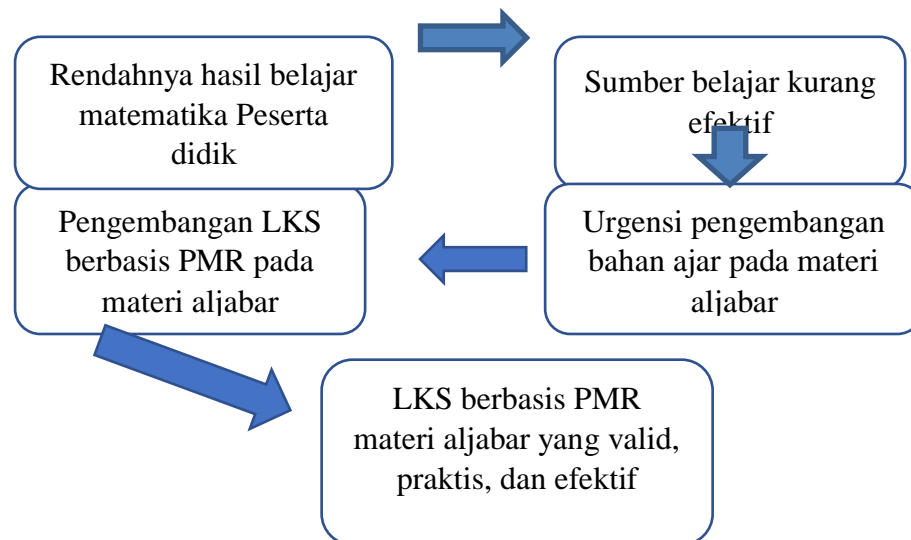 Rendahnya hasil belajar
matematika Peserta
didik
Sumber belajar kurang
efektif
Urgensi pengembangan
bahan ajar pada materi
aljabar
Pengembangan LKS
berbasis PMR pada
materi aljabar
LKS berbasis PMR
materi aljabar yang valid,
praktis, dan efektif